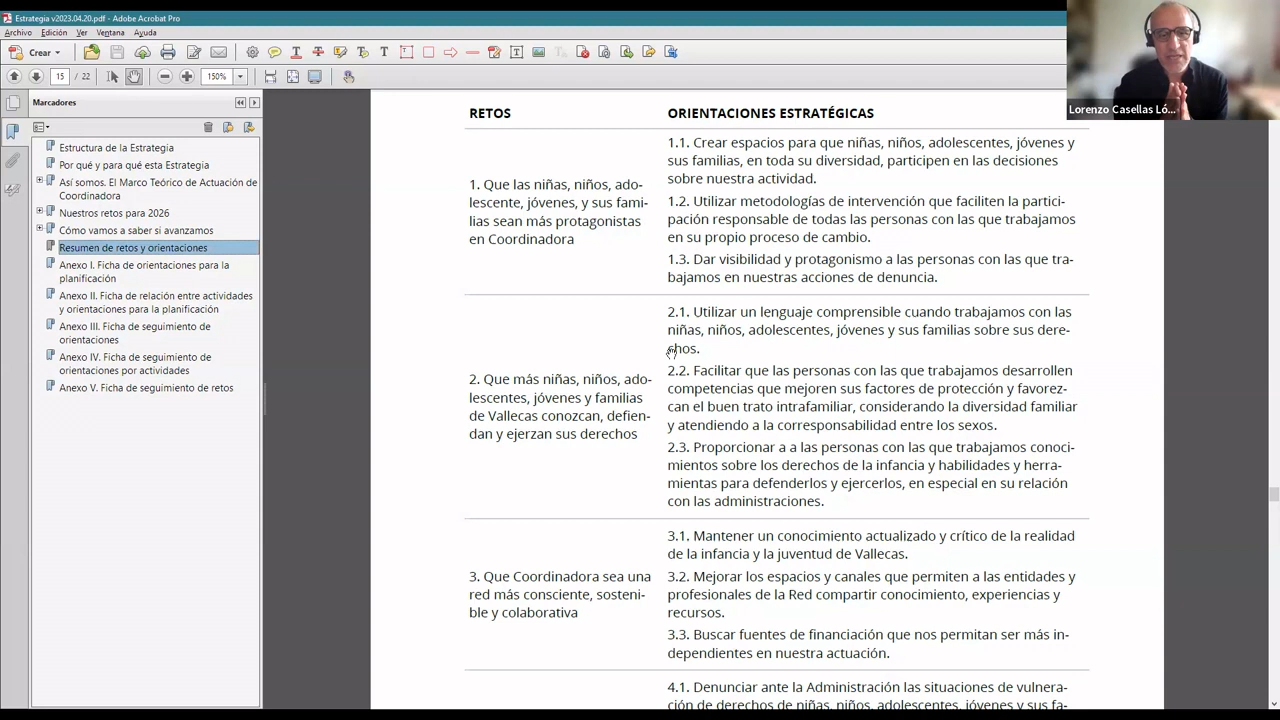 Estrategia v2023.04.20.pdf - Adobe Acrobat Pro
Archivo Edición Ver Ventana Ayuda
Crear
15 / 22 150%
Marcadores
Estructura de la Estrategia
Por qué y para qué esta Estrategia
Así somos. El Marco Teórico de Actuación de
Coordinadora
Nuestros retos para 2026
Cómo vamos a saber si avanzamos
Resumen de retos y orientaciones
Anexo I. Ficha de orientaciones para la
planificación
Anexo II. Ficha de relación entre actividades
y orientaciones para la planificación
Anexo III. Ficha de seguimiento de
orientaciones
Anexo IV. Ficha de seguimiento de
orientaciones por actividades
Anexo V. Ficha de seguimiento de retos
RETOS
ORIENTACIONES ESTRATÉGICAS
1. Que las niñas, niños, ado-
lescente, jóvenes, y sus fami-
lias sean más protagonistas
en Coordinadora
1.1. Crear espacios para que niñas, niños, adolescentes, jóvenes y
sus familias, en toda su diversidad, participen en las decisiones
sobre nuestra actividad.
1.2. Utilizar metodologías de intervención que faciliten la partici-
pación responsable de todas las personas con las que trabajamos
en su propio proceso de cambio.
1.3. Dar visibilidad y protagonismo a las personas con las que tra-
bajamos en nuestras acciones de denuncia.
2. Que más niñas, niños, ado-
lescentes, jóvenes y familias
de Vallecas conozcan, defien-
dan y ejerzan sus derechos
2.1. Utilizar un lenguaje comprensible cuando trabajamos con las
niñas, niños, adolescentes, jóvenes y sus familias sobre sus dere-
chos.
2.2. Facilitar que las personas con las que trabajamos desarrollen
competencias que mejoren sus factores de protección y favorez-
can el buen trato intrafamiliar, considerando la diversidad familiar
y atendiendo a la corresponsabilidad entre los sexos.
2.3. Proporcionar a a las personas con las que trabajamos conoci-
mientos sobre los derechos de la infancia y habilidades y herra-
mientas para defenderlos y ejercerlos, en especial en su relación
con las administraciones.
3. Que Coordinadora sea una
red más consciente, sosteni-
ble y colaborativa
3.1. Mantener un conocimiento actualizado y crítico de la realidad
de la infancia y la juventud de Vallecas.
3.2. Mejorar los espacios y canales que permiten a las entidades y
profesionales de la Red compartir conocimiento, experiencias y
recursos.
3.3. Buscar fuentes de financiación que nos permitan ser más in-
dependientes en nuestra actuación.
4.1. Denunciar ante la Administración las situaciones de vulnera-
ción de derechos de niñas, niños, adolescentes, jóvenes y sus fa-
Lorenzo Casellas Ló...